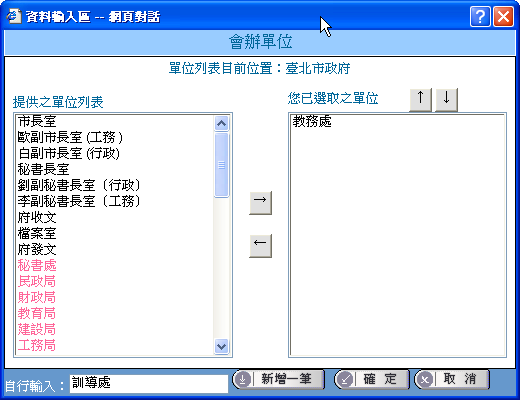 資料輸入區 -- 網頁對話
會辦單位
單位列表目前位置：臺北市政府
提供之單位列表
市長室
歐副市長室 (工務 )
白副市長室 (行政)
秘書長室
劉副秘書長室〔行政〕
李副秘書長室〔工務〕
府收文
檔案室
府發文
秘書處
民政局
財政局
教育局
建設局
工務局
→
←
您已選取之單位
↑ ↓
教務處
自行輸入：訓導處
新增一筆 確 定 取 消